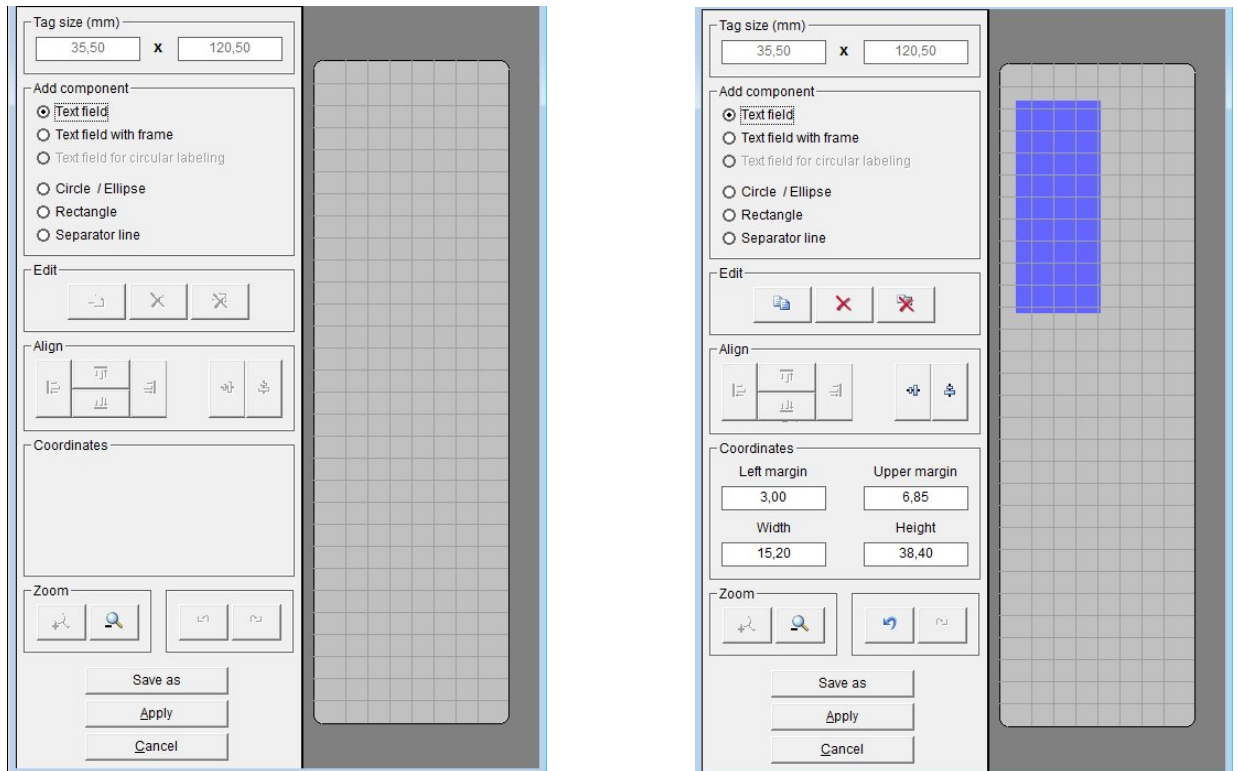 Tag size (mm)
35,50 x 120,50
Add component
Text field
Text field with frame
Text field for circular labeling
Circle / Ellipse
Rectangle
Separator line
Edit
Align
Coordinates
Zoom
Save as
Apply
Cancel
Tag size (mm)
35,50 x 120,50
Add component
Text field
Text field with frame
Text field for circular labeling
Circle / Ellipse
Rectangle
Separator line
Edit
Align
Coordinates
Left margin Upper margin
3,00 6,85
Width Height
15,20 38,40
Zoom
Save as
Apply
Cancel